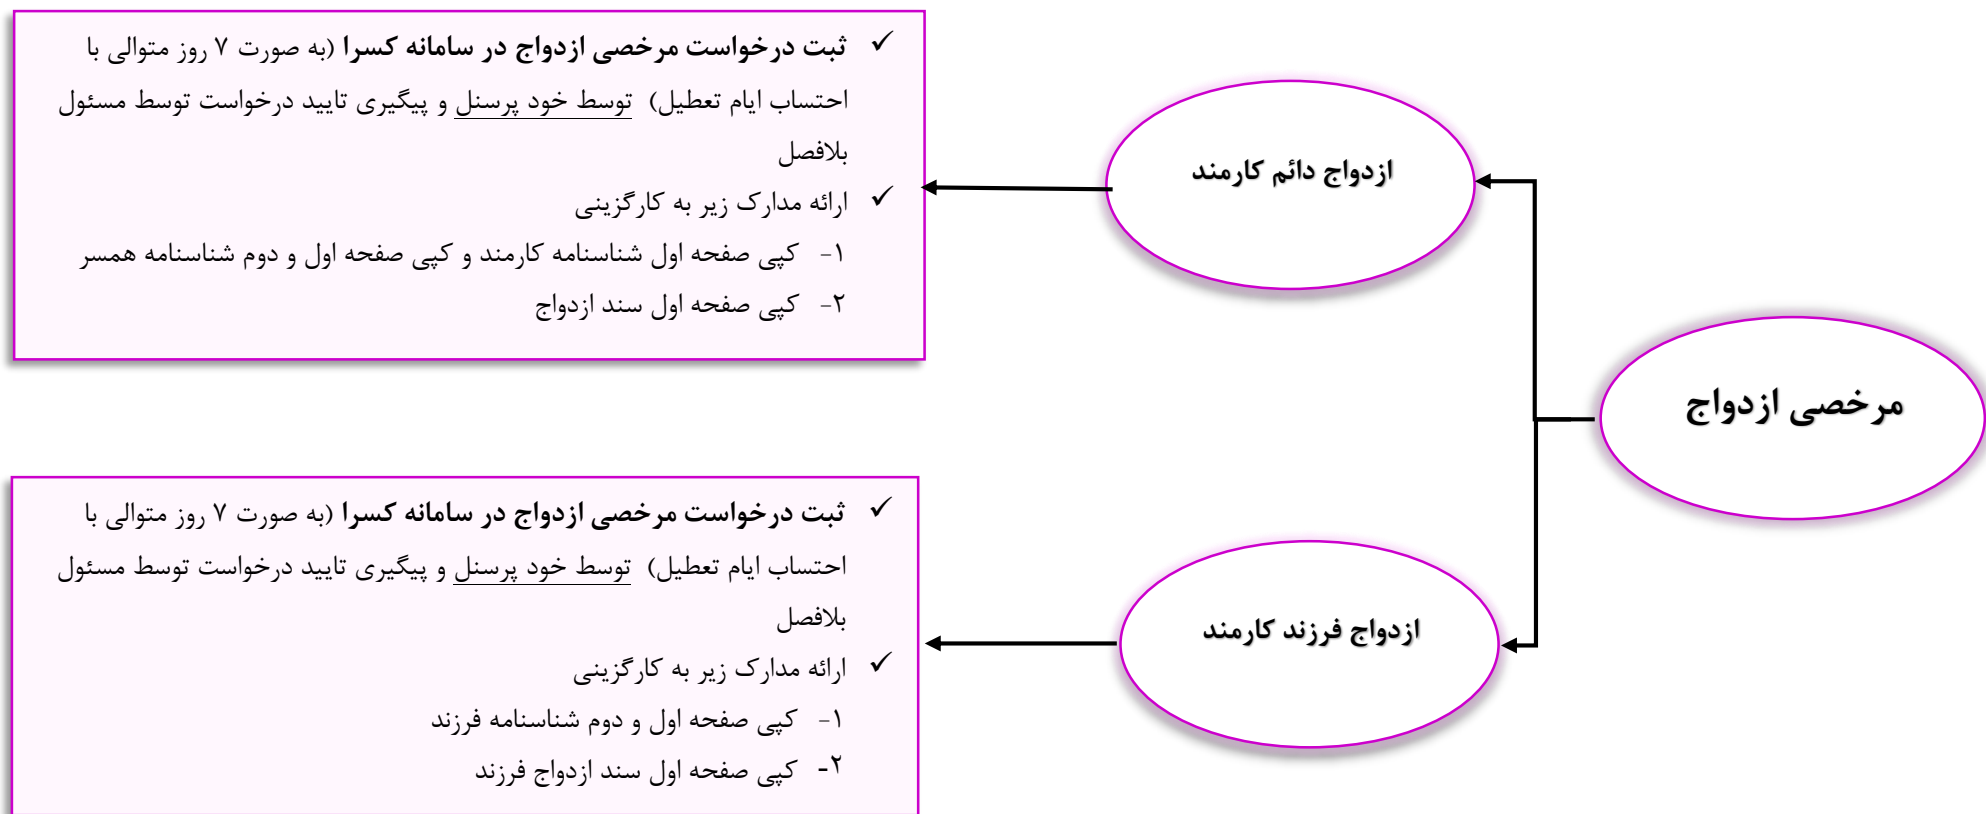 مرخصی ازدواج
ازدواج دائم کارمند
✓ ثبت درخواست مرخصی ازدواج در سامانه کسرا (به صورت ۷ روز متوالی با
احتساب ایام تعطیل) توسط خود پرسنل و پیگیری تایید درخواست توسط مسئول
بلافصل
✓ ارائه مدارک زیر به کارگزینی
۱- کپی صفحه اول شناسنامه کارمند و کپی صفحه اول و دوم شناسنامه همسر
۲- کپی صفحه اول سند ازدواج
ازدواج فرزند کارمند
✓ ثبت درخواست مرخصی ازدواج در سامانه کسرا (به صورت ۷ روز متوالی با
احتساب ایام تعطیل) توسط خود پرسنل و پیگیری تایید درخواست توسط مسئول
بلافصل
✓ ارائه مدارک زیر به کارگزینی
۱- کپی صفحه اول و دوم شناسنامه فرزند
۲- کپی صفحه اول سند ازدواج فرزند